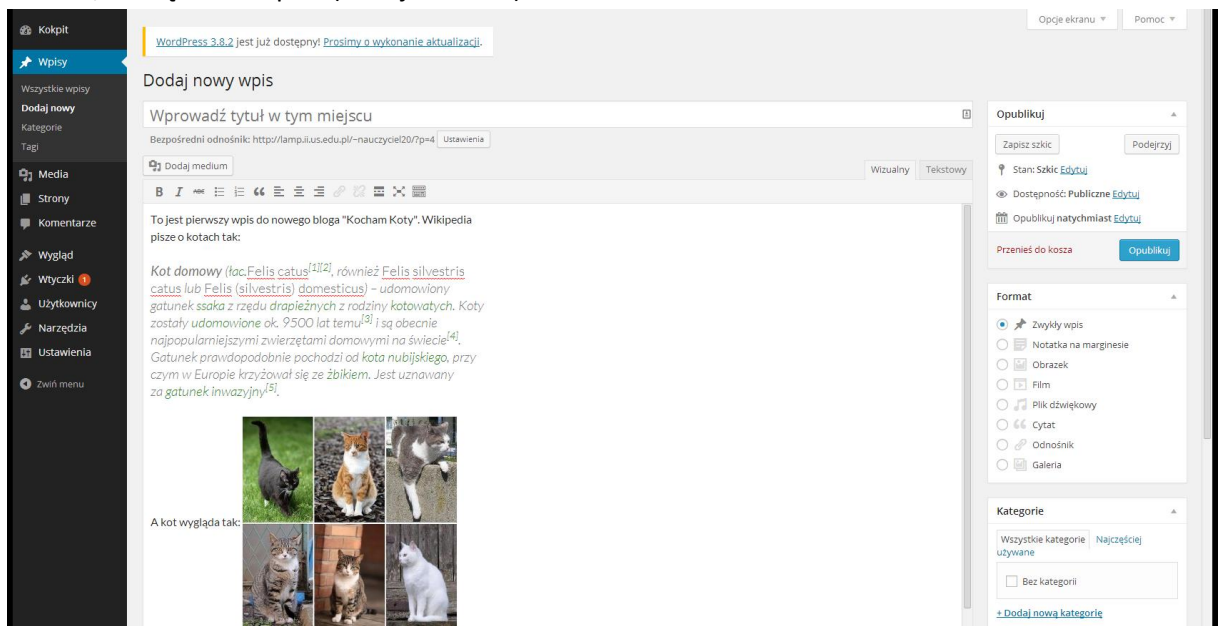 Opcje ekranu
Pomoc
Kokpit
Wpisy
Wszystkie wpisy
Dodaj nowy
Kategorie
Tagi
Media
Strony
Komentarze
Wygląd
Wtyczki 1
Użytkownicy
Narzędzia
Ustawienia
Zwiń menu
WordPress 3.8.2 jest już dostępny! Prosimy o wykonanie aktualizacji.
Dodaj nowy wpis
Wprowadź tytuł w tym miejscu
Bezpośredni odnośnik: http://lamp.ii.us.edu.pl/~nauczyciel20/?p=4 Ustawienia
Dodaj medium
Wizualny Tekstowy
B I ABC
To jest pierwszy wpis do nowego bloga "Kocham Koty". Wikipedia
pisze o kotach tak:
Kot domowy (łac.Felis catus[1][2], również Felis silvestris
catus lub Felis (silvestris) domesticus) – udomowiony
gatunek ssaka z rzędu drapieżnych z rodziny kotowatych. Koty
zostały udomowione ok. 9500 lat temu[3] i są obecnie
najpopularniejszymi zwierzętami domowymi na świecie[4].
Gatunek prawdopodobnie pochodzi od kota nubijskiego, przy
czym w Europie krzyżował się ze żbikiem. Jest uznawany
za gatunek inwazyjny[5].
A kot wygląda tak:
Opublikuj
Zapisz szkic
Podejrzyj
Stan: Szkic Edytuj
Dostępność: Publiczne Edytuj
Opublikuj natychmiast Edytuj
Przenieś do kosza
Opublikuj
Format
Zwykły wpis
Notatka na marginesie
Obrazek
Film
Plik dźwiękowy
Cytat
Odnośnik
Galeria
Kategorie
Wszystkie kategorie Najczęściej
używane
Bez kategorii
+ Dodaj nową kategorię